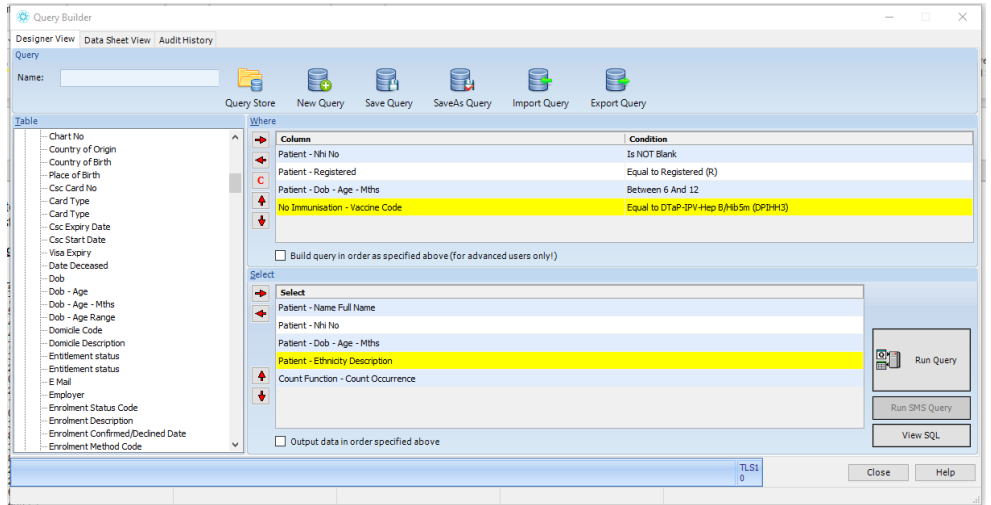 Query Builder
Designer View Data Sheet View Audit History
Query
Name:
Query Store New Query Save Query SaveAs Query Import Query Export Query
Table
Chart No
Country of Origin
Country of Birth
Place of Birth
Csc Card No
Card Type
Card Type
Csc Expiry Date
Csc Start Date
Visa Expiry
Date Deceased
Dob
Dob - Age
Dob - Age - Mths
Dob - Age Range
Domicile Code
Domicile Description
Entitlement status
Entitlement status
E Mail
Employer
Enrolment Status Code
Enrolment Description
Enrolment Confirmed/Declined Date
Enrolment Method Code
Where
C
Column Condition
Patient - Nhi No Is NOT Blank
Patient - Registered Equal to Registered (R)
Patient - Dob - Age - Mths Between 6 And 12
No Immunisation - Vaccine Code Equal to DTaP-IPV-Hep B/Hib5m (DPIHH3)
Build query in order as specified above (for advanced users only!)
Select
Select
Patient - Name Full Name
Patient - Nhi No
Patient - Dob - Age - Mths
Patient - Ethnicity Description
Count Function - Count Occurrence
Output data in order specified above
Run Query
Run SMS Query
View SQL
TLS1
0
Close Help